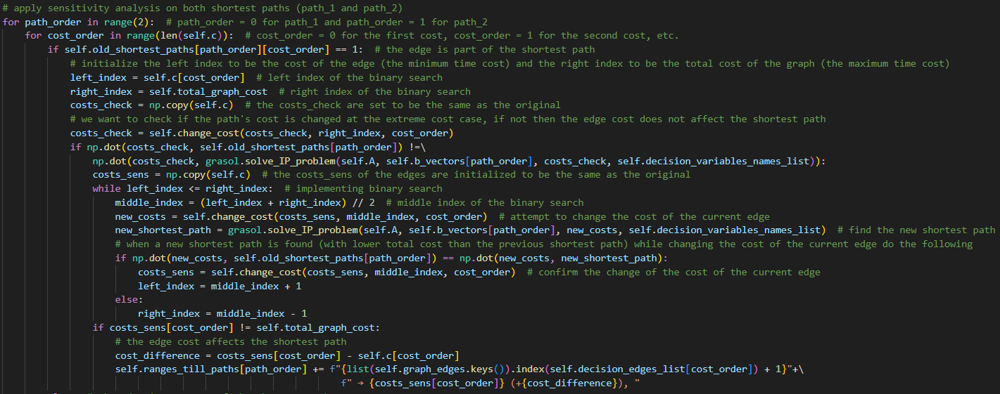 # apply sensitivity analysis on both shortest paths (path_1 and path_2)
for path_order in range(2):  # path_order = 0 for path_1 and path_order = 1 for path_2
    for cost_order in range(len(self.c)):  # cost_order = 0 for the first cost, cost_order = 1 for the second cost, etc.
        if self.old_shortest_paths[path_order][cost_order] == 1:  # the edge is part of the shortest path
            # initialize the left index to be the cost of the edge (the minimum time cost) and the right index to be the total cost of the graph (the maximum time cost)
            left_index = self.c[cost_order]  # left index of the binary search
            right_index = self.total_graph_cost  # right index of the binary search
            costs_check = np.copy(self.c)  # the costs_check are set to be the same as the original
            # we want to check if the path's cost is changed at the extreme cost case, if not then the edge cost does not affect the shortest path
            costs_check = self.change_cost(costs_check, right_index, cost_order)
            if np.dot(costs_check, self.old_shortest_paths[path_order]) !=\
                np.dot(costs_check, grasol.solve_IP_problem(self.A, self.b_vectors[path_order], costs_check, self.decision_variables_names_list)):
                costs_sens = np.copy(self.c)  # the costs_sens of the edges are initialized to be the same as the original
                while left_index <= right_index:  # implementing binary search
                    middle_index = (left_index + right_index) // 2  # middle index of the binary search
                    new_costs = self.change_cost(costs_sens, middle_index, cost_order)  # attempt to change the cost of the current edge
                    new_shortest_path = grasol.solve_IP_problem(self.A, self.b_vectors[path_order], new_costs, self.decision_variables_names_list)  # find the new shortest path
                    # when a new shortest path is found (with lower total cost than the previous shortest path) while changing the cost of the current edge do the following
                    if np.dot(new_costs, self.old_shortest_paths[path_order]) == np.dot(new_costs, new_shortest_path):
                        costs_sens = self.change_cost(costs_sens, middle_index, cost_order)  # confirm the change of the cost of the current edge
                        left_index = middle_index + 1
                    else:
                        right_index = middle_index - 1
                if costs_sens[cost_order] != self.total_graph_cost:
                    # the edge cost affects the shortest path
                    cost_difference = costs_sens[cost_order] - self.c[cost_order]
                    self.ranges_till_paths[path_order] += f"{list(self.graph_edges.keys()).index(self.decision_edges_list[cost_order]) + 1}"+\
                                                            f" → {costs_sens[cost_order]} (+{cost_difference}), "